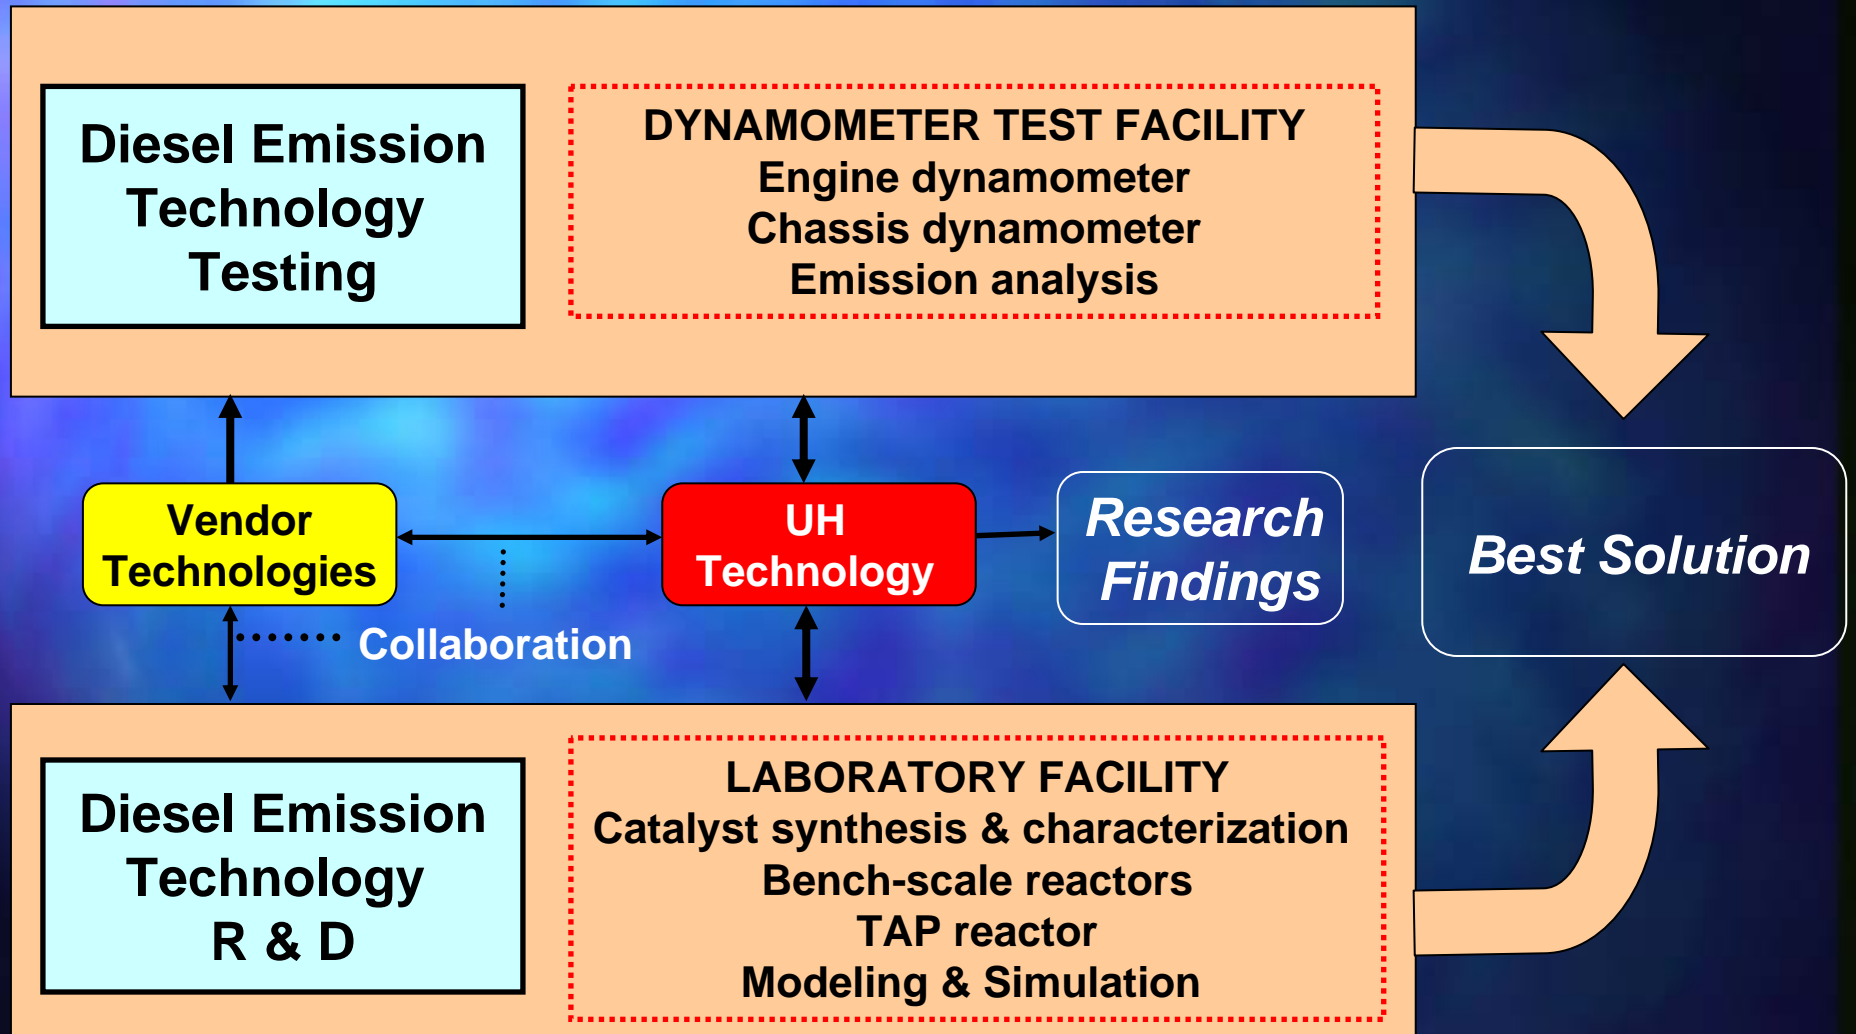 Diesel Emission
Technology
Testing
DYNAMOMETER TEST FACILITY
Engine dynamometer
Chassis dynamometer
Emission analysis
Vendor
Technologies
UH
Technology
Research
Findings
Best Solution
Collaboration
Diesel Emission
Technology
R & D
LABORATORY FACILITY
Catalyst synthesis & characterization
Bench-scale reactors
TAP reactor
Modeling & Simulation